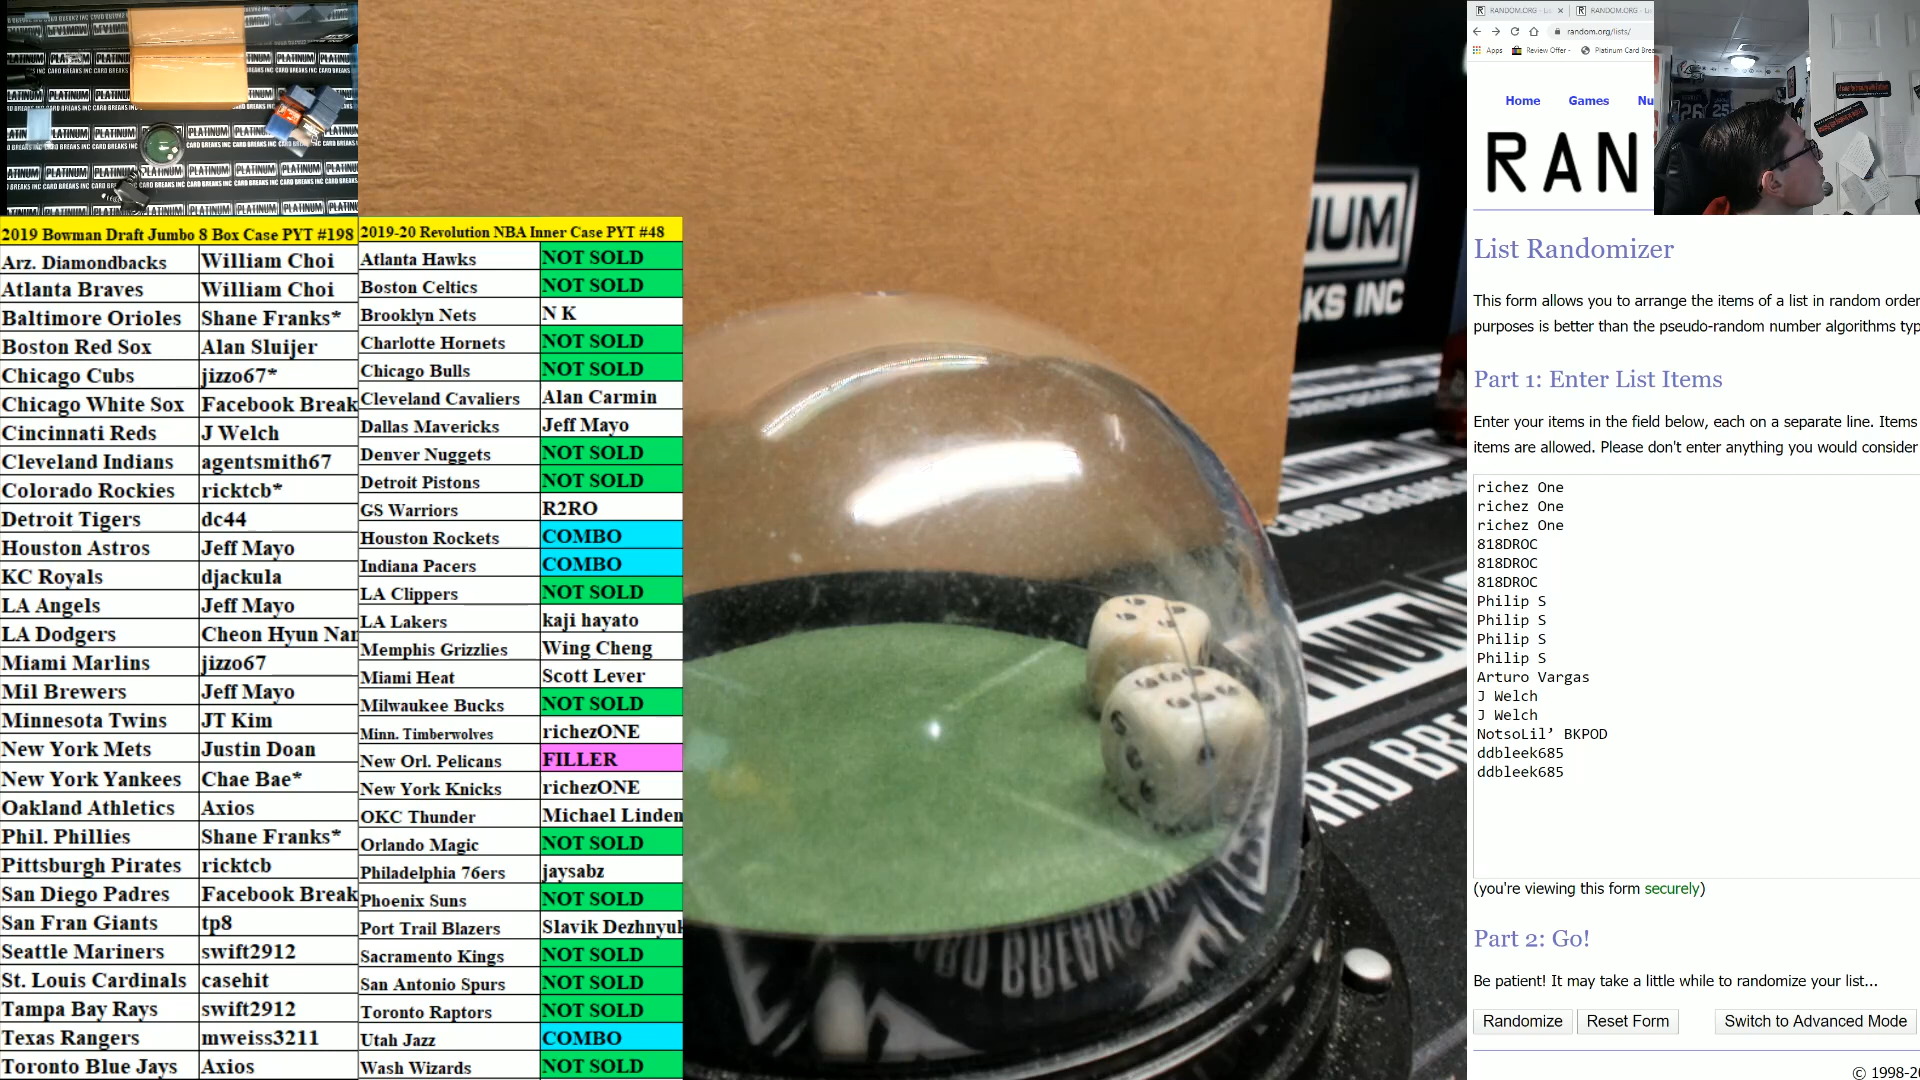 2019 Bowman Draft Jumbo 8 Box Case PYT #198
Arz. Diamondbacks William Choi
Atlanta Braves William Choi
Baltimore Orioles Shane Franks*
Boston Red Sox Alan Sluijer
Chicago Cubs jizzo67*
Chicago White Sox Facebook Break
Cincinnati Reds J Welch
Cleveland Indians agentsmith67
Colorado Rockies ricktcb*
Detroit Tigers dc44
Houston Astros Jeff Mayo
KC Royals djackula
LA Angels Jeff Mayo
LA Dodgers Cheon Hyun Nam
Miami Marlins jizzo67
Mil Brewers Jeff Mayo
Minnesota Twins JT Kim
New York Mets Justin Doan
New York Yankees Chae Bae*
Oakland Athletics Axios
Phil. Phillies Shane Franks*
Pittsburgh Pirates ricktcb
San Diego Padres Facebook Break
San Fran Giants tp8
Seattle Mariners swift2912
St. Louis Cardinals casehit
Tampa Bay Rays swift2912
Texas Rangers mweiss3211
Toronto Blue Jays Axios
2019-20 Revolution NBA Inner Case PYT #48
Atlanta Hawks NOT SOLD
Boston Celtics NOT SOLD
Brooklyn Nets N K
Charlotte Hornets NOT SOLD
Chicago Bulls NOT SOLD
Cleveland Cavaliers Alan Carmin
Dallas Mavericks Jeff Mayo
Denver Nuggets NOT SOLD
Detroit Pistons NOT SOLD
GS Warriors R2RO
Houston Rockets COMBO
Indiana Pacers COMBO
LA Clippers NOT SOLD
LA Lakers kaji hayato
Memphis Grizzlies Wing Cheng
Miami Heat Scott Lever
Milwaukee Bucks NOT SOLD
Minn. Timberwolves richezONE
New Orl. Pelicans FILLER
New York Knicks richezONE
OKC Thunder Michael Linden
Orlando Magic NOT SOLD
Philadelphia 76ers jaysabz
Phoenix Suns NOT SOLD
Port Trail Blazers Slavik Dezhnyuk
Sacramento Kings NOT SOLD
San Antonio Spurs NOT SOLD
Toronto Raptors NOT SOLD
Utah Jazz COMBO
Wash Wizards NOT SOLD
RANDOM.ORG - Li
RANDOM.ORG - Li
random.org/lists/
Apps Review Offer - Platinum Card Brea
Home Games Nu
RAN
List Randomizer
This form allows you to arrange the items of a list in random order
purposes is better than the pseudo-random number algorithms typ
Part 1: Enter List Items
Enter your items in the field below, each on a separate line. Items
items are allowed. Please don't enter anything you would consider
richez One
richez One
richez One
818DROC
818DROC
818DROC
Philip S
Philip S
Philip S
Philip S
Arturo Vargas
J Welch
J Welch
NotsoLil’ BKPOD
ddbleek685
ddbleek685
(you're viewing this form securely)
Part 2: Go!
Be patient! It may take a little while to randomize your list...
Randomize Reset Form Switch to Advanced Mode
© 1998-20